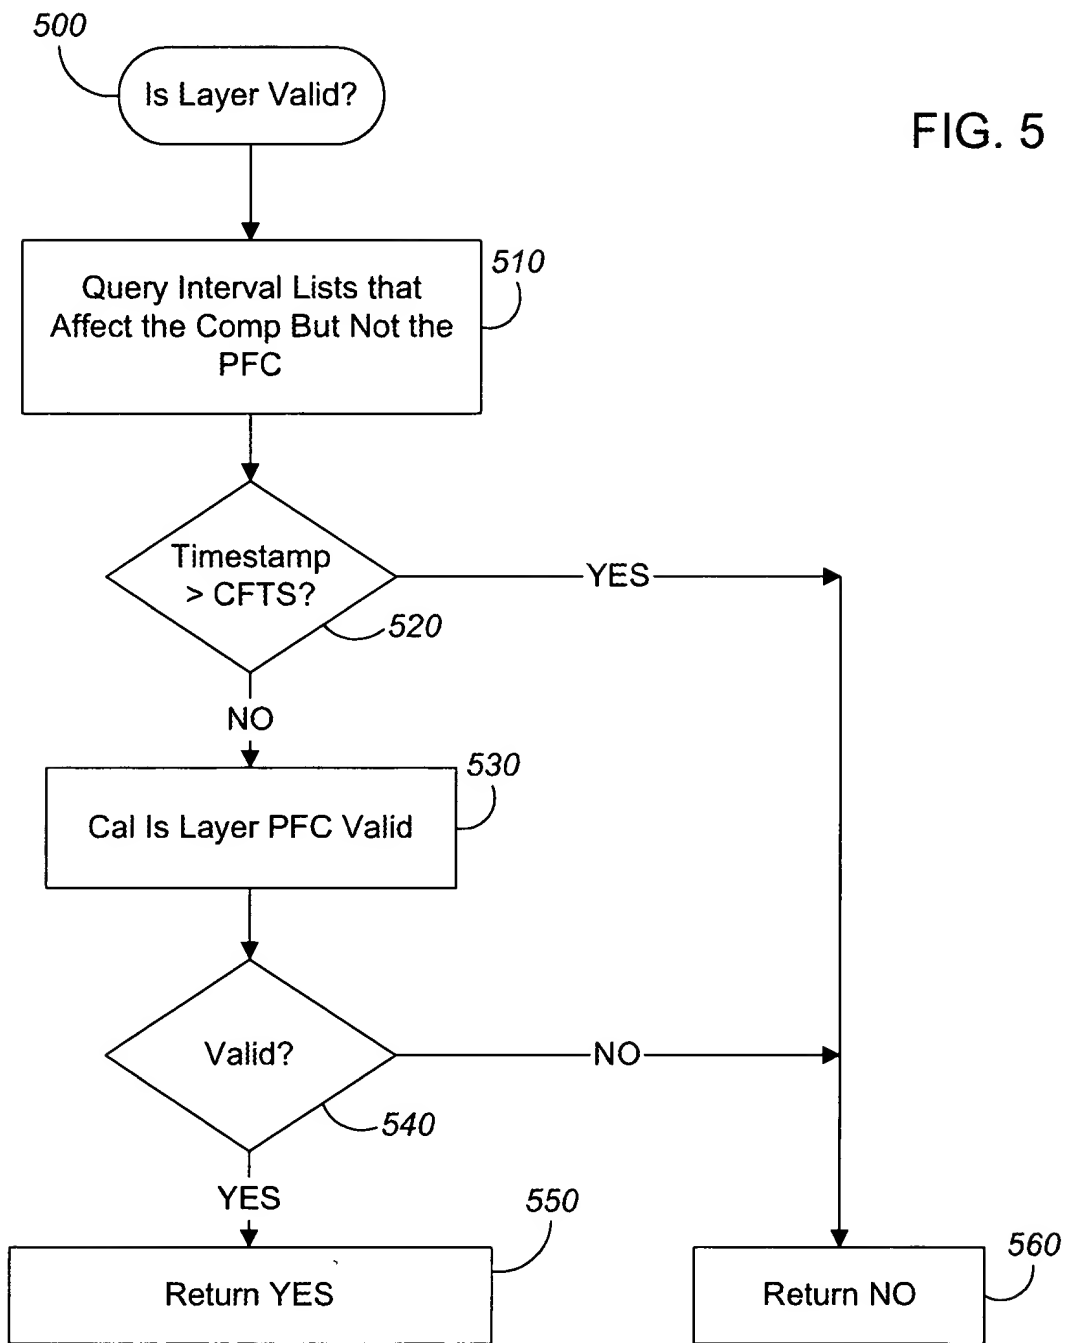 500
Is Layer Valid?
FIG. 5
510
Query Interval Lists that
Affect the Comp But Not the
PFC
Timestamp
> CFTS?
YES
520
NO
530
Cal Is Layer PFC Valid
Valid?
NO
540
YES
550
Return YES
560
Return NO